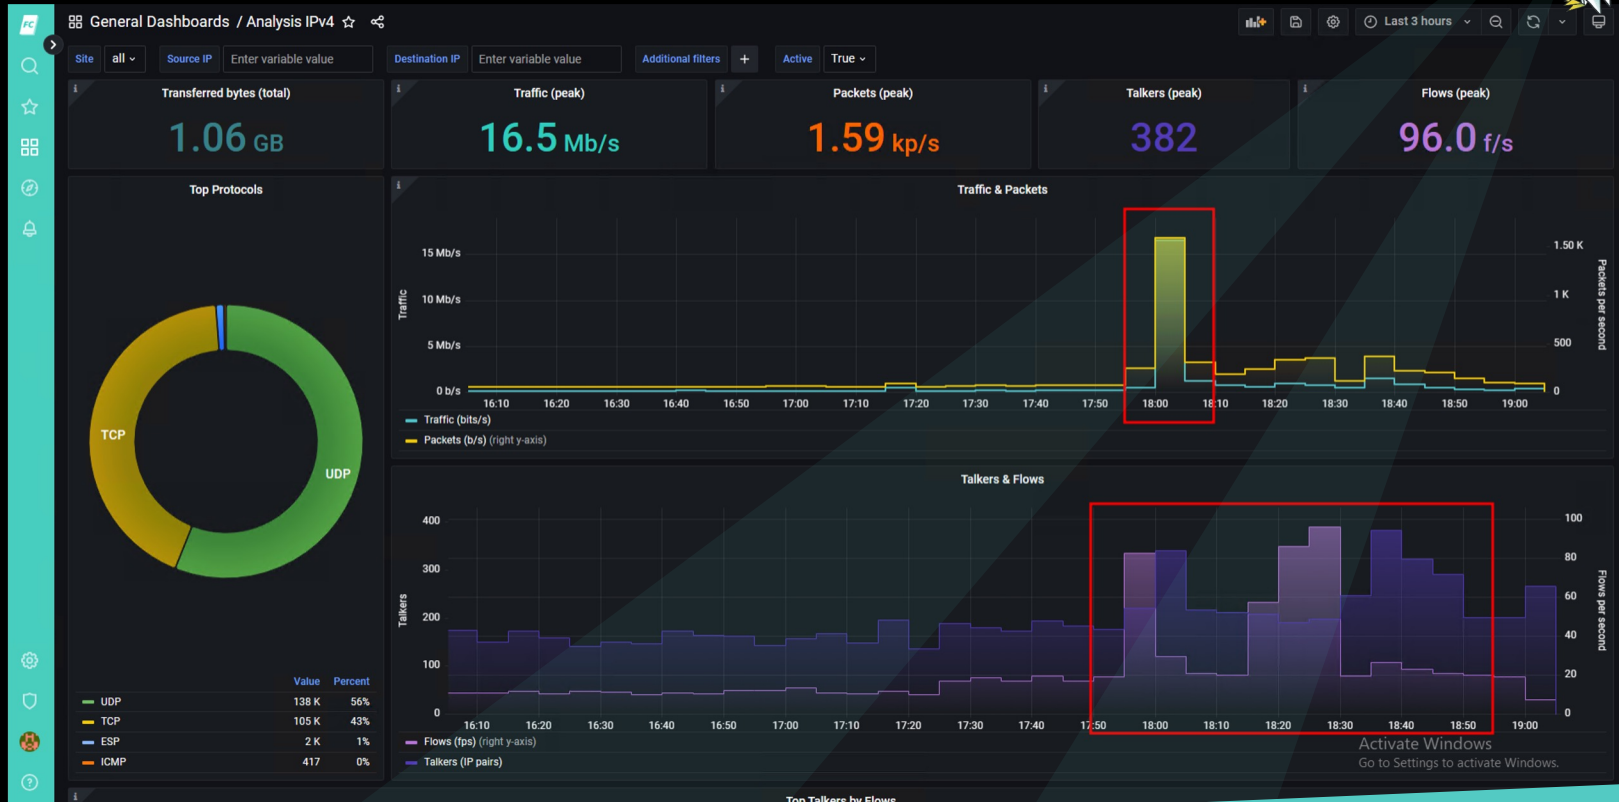 FC
General Dashboards / Analysis IPv4
Last 3 hours
Site all Source IP Enter variable value Destination IP Enter variable value Additional filters + Active True
Transferred bytes (total)
1.06 GB
Traffic (peak)
16.5 Mb/s
Packets (peak)
1.59 kp/s
Talkers (peak)
382
Flows (peak)
96.0 f/s
Top Protocols
TCP
UDP
Value Percent
UDP 138 K 56%
TCP 105 K 43%
ESP 2 K 1%
ICMP 417 0%
Traffic & Packets
15 Mb/s
10 Mb/s
5 Mb/s
0 b/s
Traffic
1.50 K
1 K
500
0
Packets per second
16:10 16:20 16:30 16:40 16:50 17:00 17:10 17:20 17:30 17:40 17:50 18:00 18:10 18:20 18:30 18:40 18:50 19:00
Traffic (bits/s)
Packets (b/s) (right y-axis)
Talkers & Flows
400
300
200
100
0
Talkers
100
80
60
40
20
0
Flows per second
16:10 16:20 16:30 16:40 16:50 17:00 17:10 17:20 17:30 17:40 17:50 18:00 18:10 18:20 18:30 18:40 18:50 19:00
Flows (fps) (right y-axis)
Talkers (IP pairs)
Activate Windows
Go to Settings to activate Windows.
Top Talkers by Flows